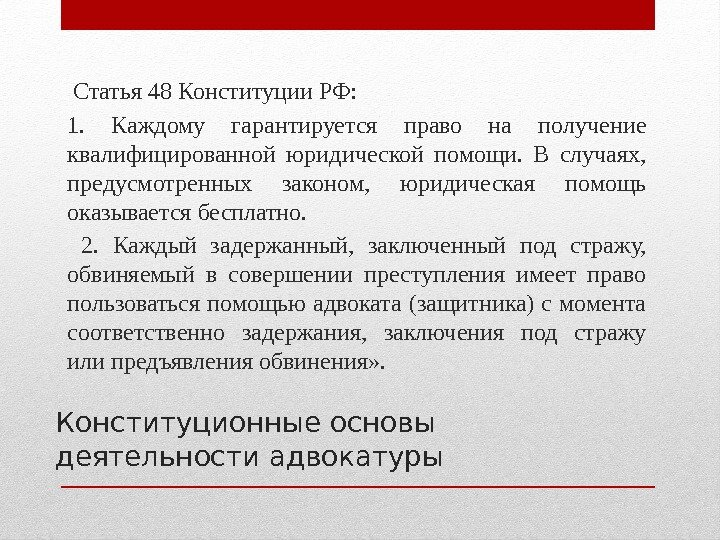 Статья 48 Конституции РФ:
1. Каждому гарантируется право на получение
квалифицированной юридической помощи. В случаях,
предусмотренных законом, юридическая помощь
оказывается бесплатно.
2. Каждый задержанный, заключенный под стражу,
обвиняемый в совершении преступления имеет право
пользоваться помощью адвоката (защитника) с момента
соответственно задержания, заключения под стражу
или предъявления обвинения».
Конституционные основы
деятельности адвокатуры